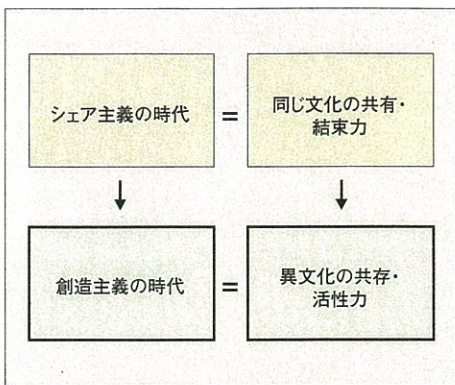 シェア主義の時代 = 同じ文化の共有・
結束力
↓ ↓
創造主義の時代 = 異文化の共存・
活性力